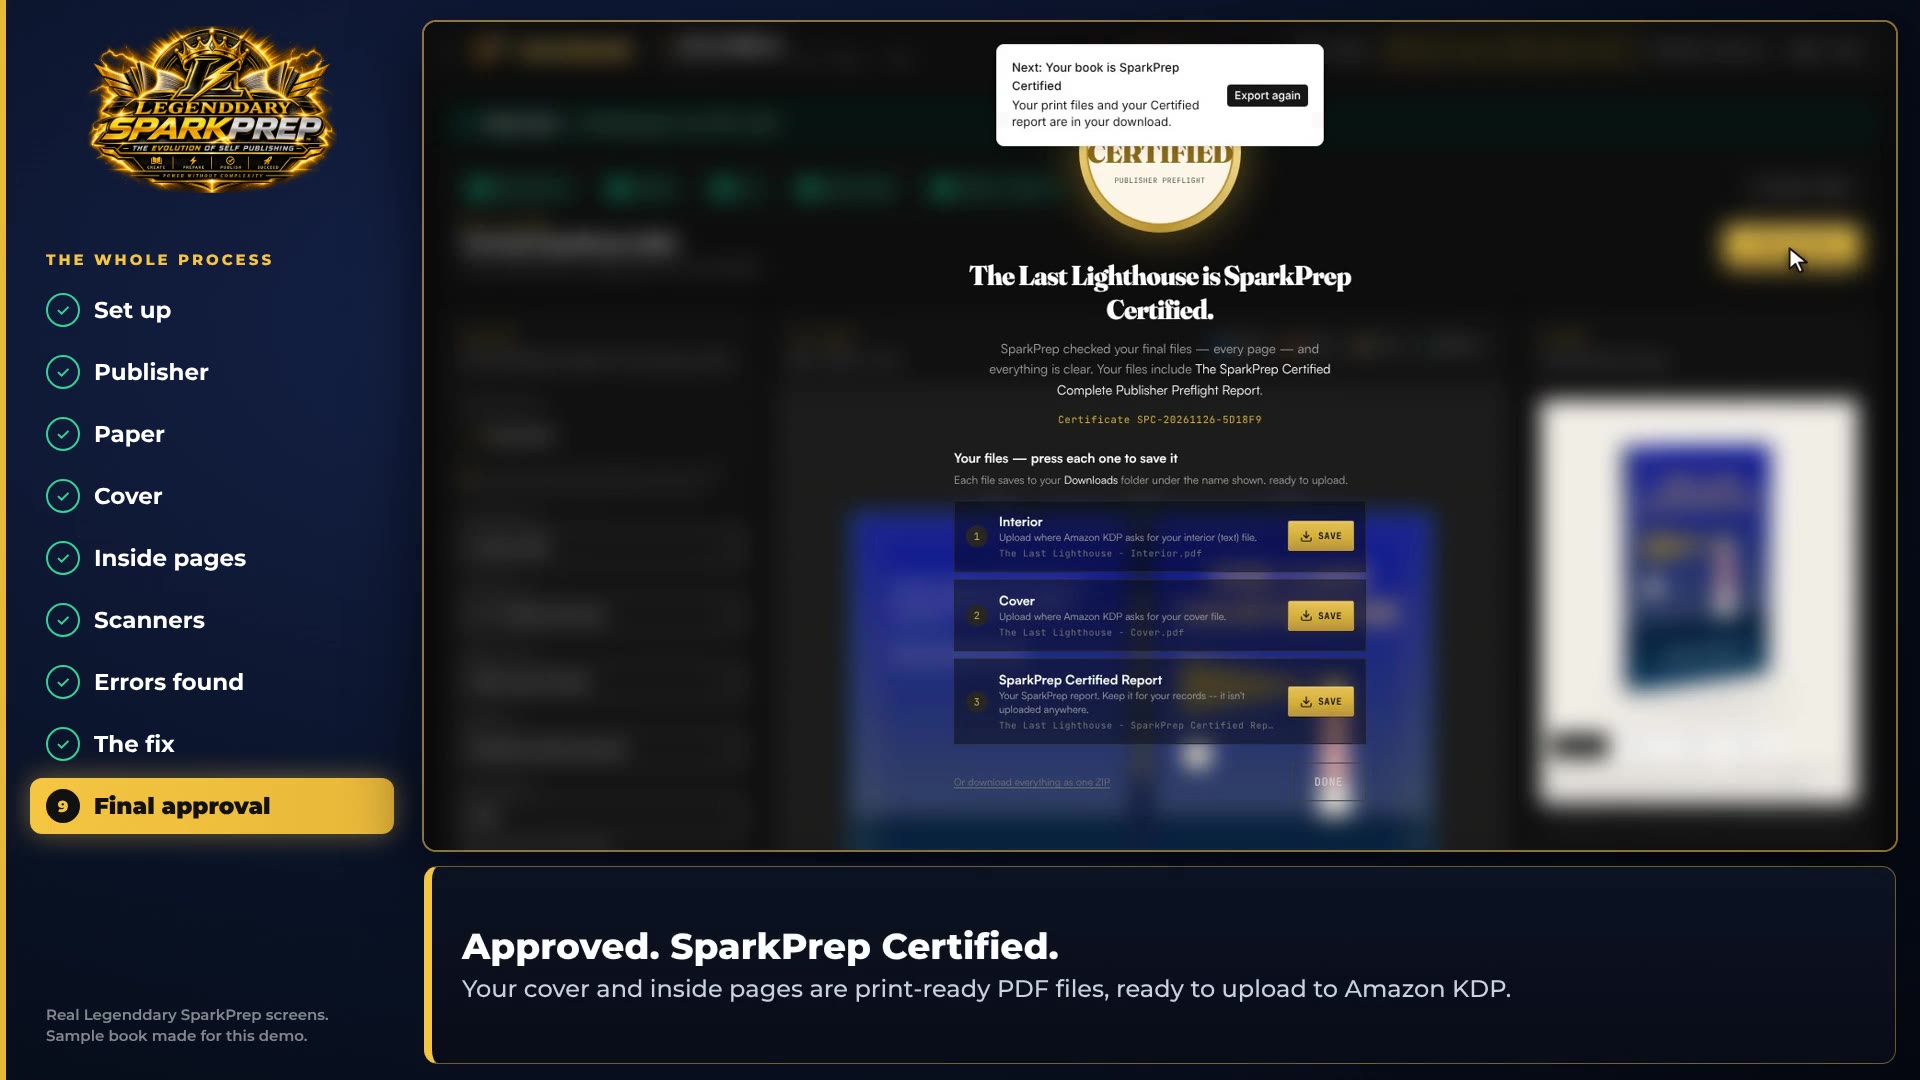 LEGENDDARY
SPARKPREP
THE EVOLUTION OF SELF PUBLISHING
CREATE PREPARE PUBLISH SUCCEED
POWER WITHOUT COMPLEXITY
THE WHOLE PROCESS
Set up
Publisher
Paper
Cover
Inside pages
Scanners
Errors found
The fix
9 Final approval
Real Legenddary SparkPrep screens.
Sample book made for this demo.
Next: Your book is SparkPrep
Certified
Your print files and your Certified
report are in your download.
Export again
CERTIFIED
PUBLISHER PREFLIGHT
The Last Lighthouse is SparkPrep
Certified.
SparkPrep checked your final files — every page — and
everything is clear. Your files include The SparkPrep Certified
Complete Publisher Preflight Report.
Certificate SPC-20261126-5D18F9
Your files — press each one to save it
Each file saves to your Downloads folder under the name shown, ready to upload.
1
Interior
Upload where Amazon KDP asks for your interior (text) file.
The Last Lighthouse - Interior.pdf
SAVE
2
Cover
Upload where Amazon KDP asks for your cover file.
The Last Lighthouse - Cover.pdf
SAVE
3
SparkPrep Certified Report
Your SparkPrep report. Keep it for your records -- it isn't
uploaded anywhere.
The Last Lighthouse - SparkPrep Certified Rep…
SAVE
Or download everything as one ZIP
DONE
Approved. SparkPrep Certified.
Your cover and inside pages are print-ready PDF files, ready to upload to Amazon KDP.